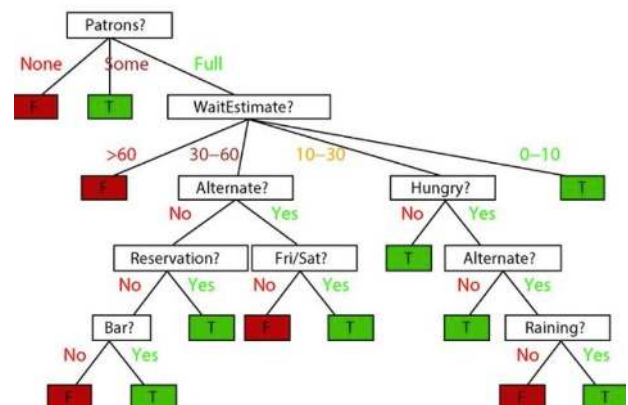 Patrons?
None Some Full
F T WaitEstimate?
>60 30–60 10–30 0–10
F Alternate? Hungry? T
No Yes No Yes
Reservation? Fri/Sat? T Alternate?
No Yes No Yes No Yes
Bar? T F T T Raining?
No Yes No Yes
F T F T